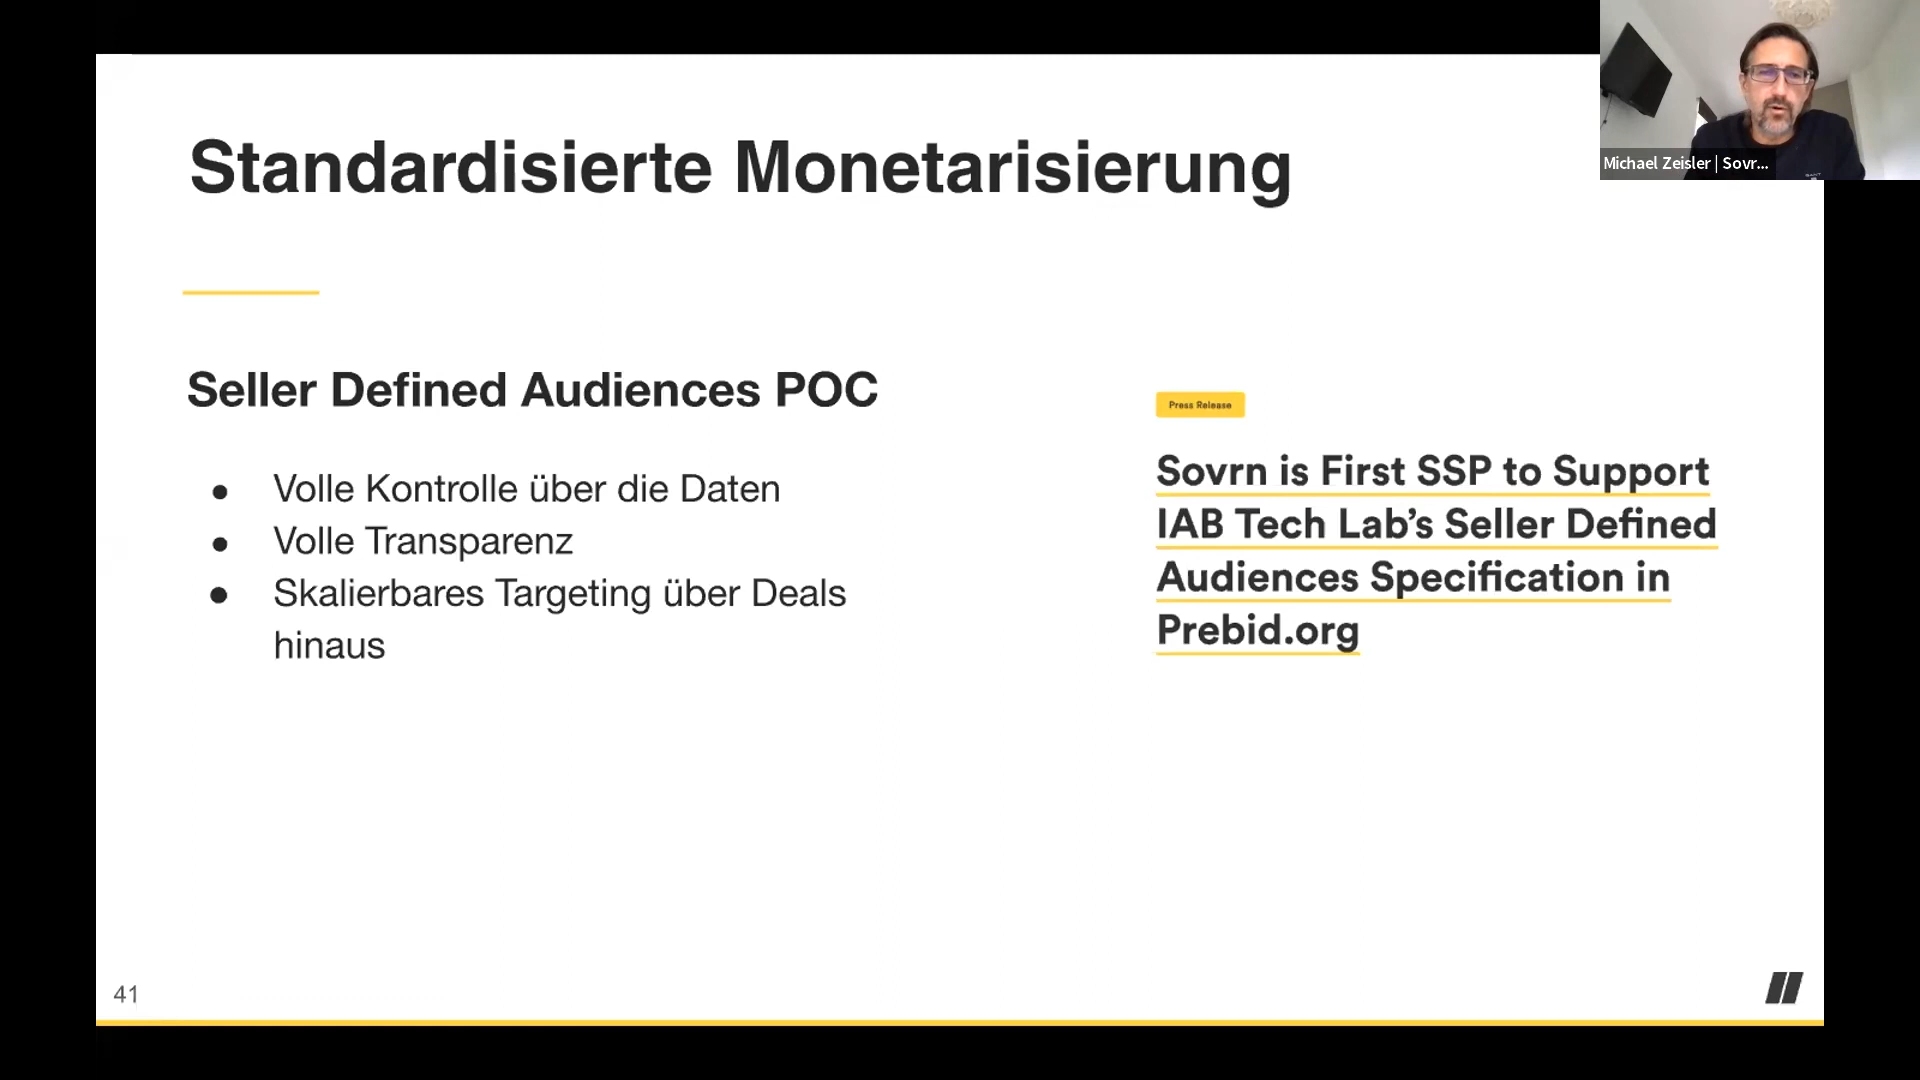 Michael Zeisler | Sovr...
Standardisierte Monetarisierung
Seller Defined Audiences POC
● Volle Kontrolle über die Daten
● Volle Transparenz
● Skalierbares Targeting über Deals
hinaus
Press Release
Sovrn is First SSP to Support
IAB Tech Lab’s Seller Defined
Audiences Specification in
Prebid.org
41